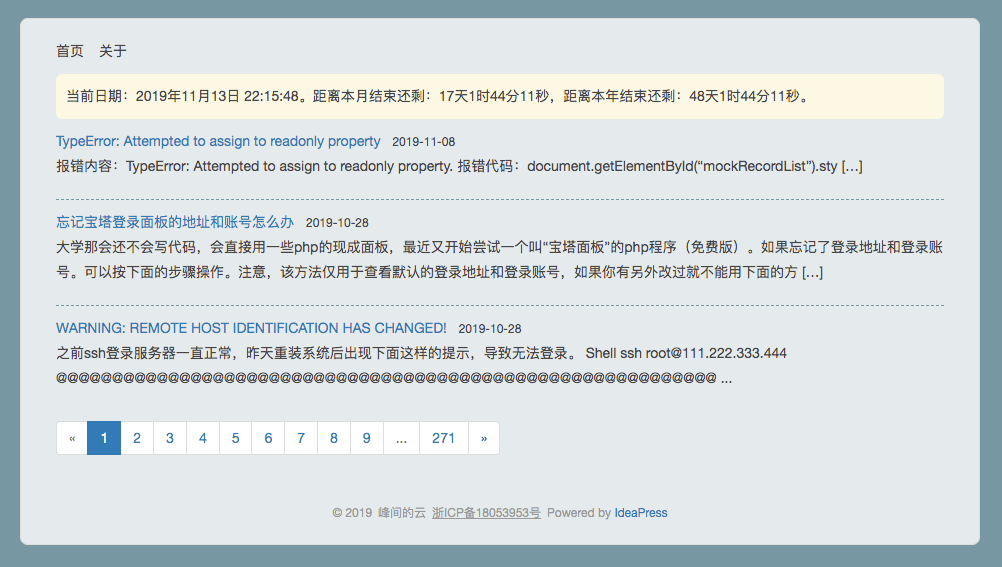 首页 关于
当前日期：2019年11月13日 22:15:48。距离本月结束还剩：17天1时44分11秒，距离本年结束还剩：48天1时44分11秒。
TypeError: Attempted to assign to readonly property 2019-11-08
报错内容：TypeError: Attempted to assign to readonly property. 报错代码：document.getElementById(“mockRecordList”).sty […]
忘记宝塔登录面板的地址和账号怎么办 2019-10-28
大学那会还不会写代码，会直接用一些php的现成面板，最近又开始尝试一个叫“宝塔面板”的php程序（免费版）。如果忘记了登录地址和登录账
号。可以按下面的步骤操作。注意，该方法仅用于查看默认的登录地址和登录账号，如果你有另外改过就不能用下面的方 […]
WARNING: REMOTE HOST IDENTIFICATION HAS CHANGED! 2019-10-28
之前ssh登录服务器一直正常，昨天重装系统后出现下面这样的提示，导致无法登录。 Shell ssh root@111.222.333.444
@@@@@@@@@@@@@@@@@@@@@@@@@@@@@@@@@@@@@@@@@@@@@@@@@@@@@@@@@@@ ...
« 1 2 3 4 5 6 7 8 9 ... 271 »
© 2019 峰间的云 浙ICP备18053953号 Powered by IdeaPress